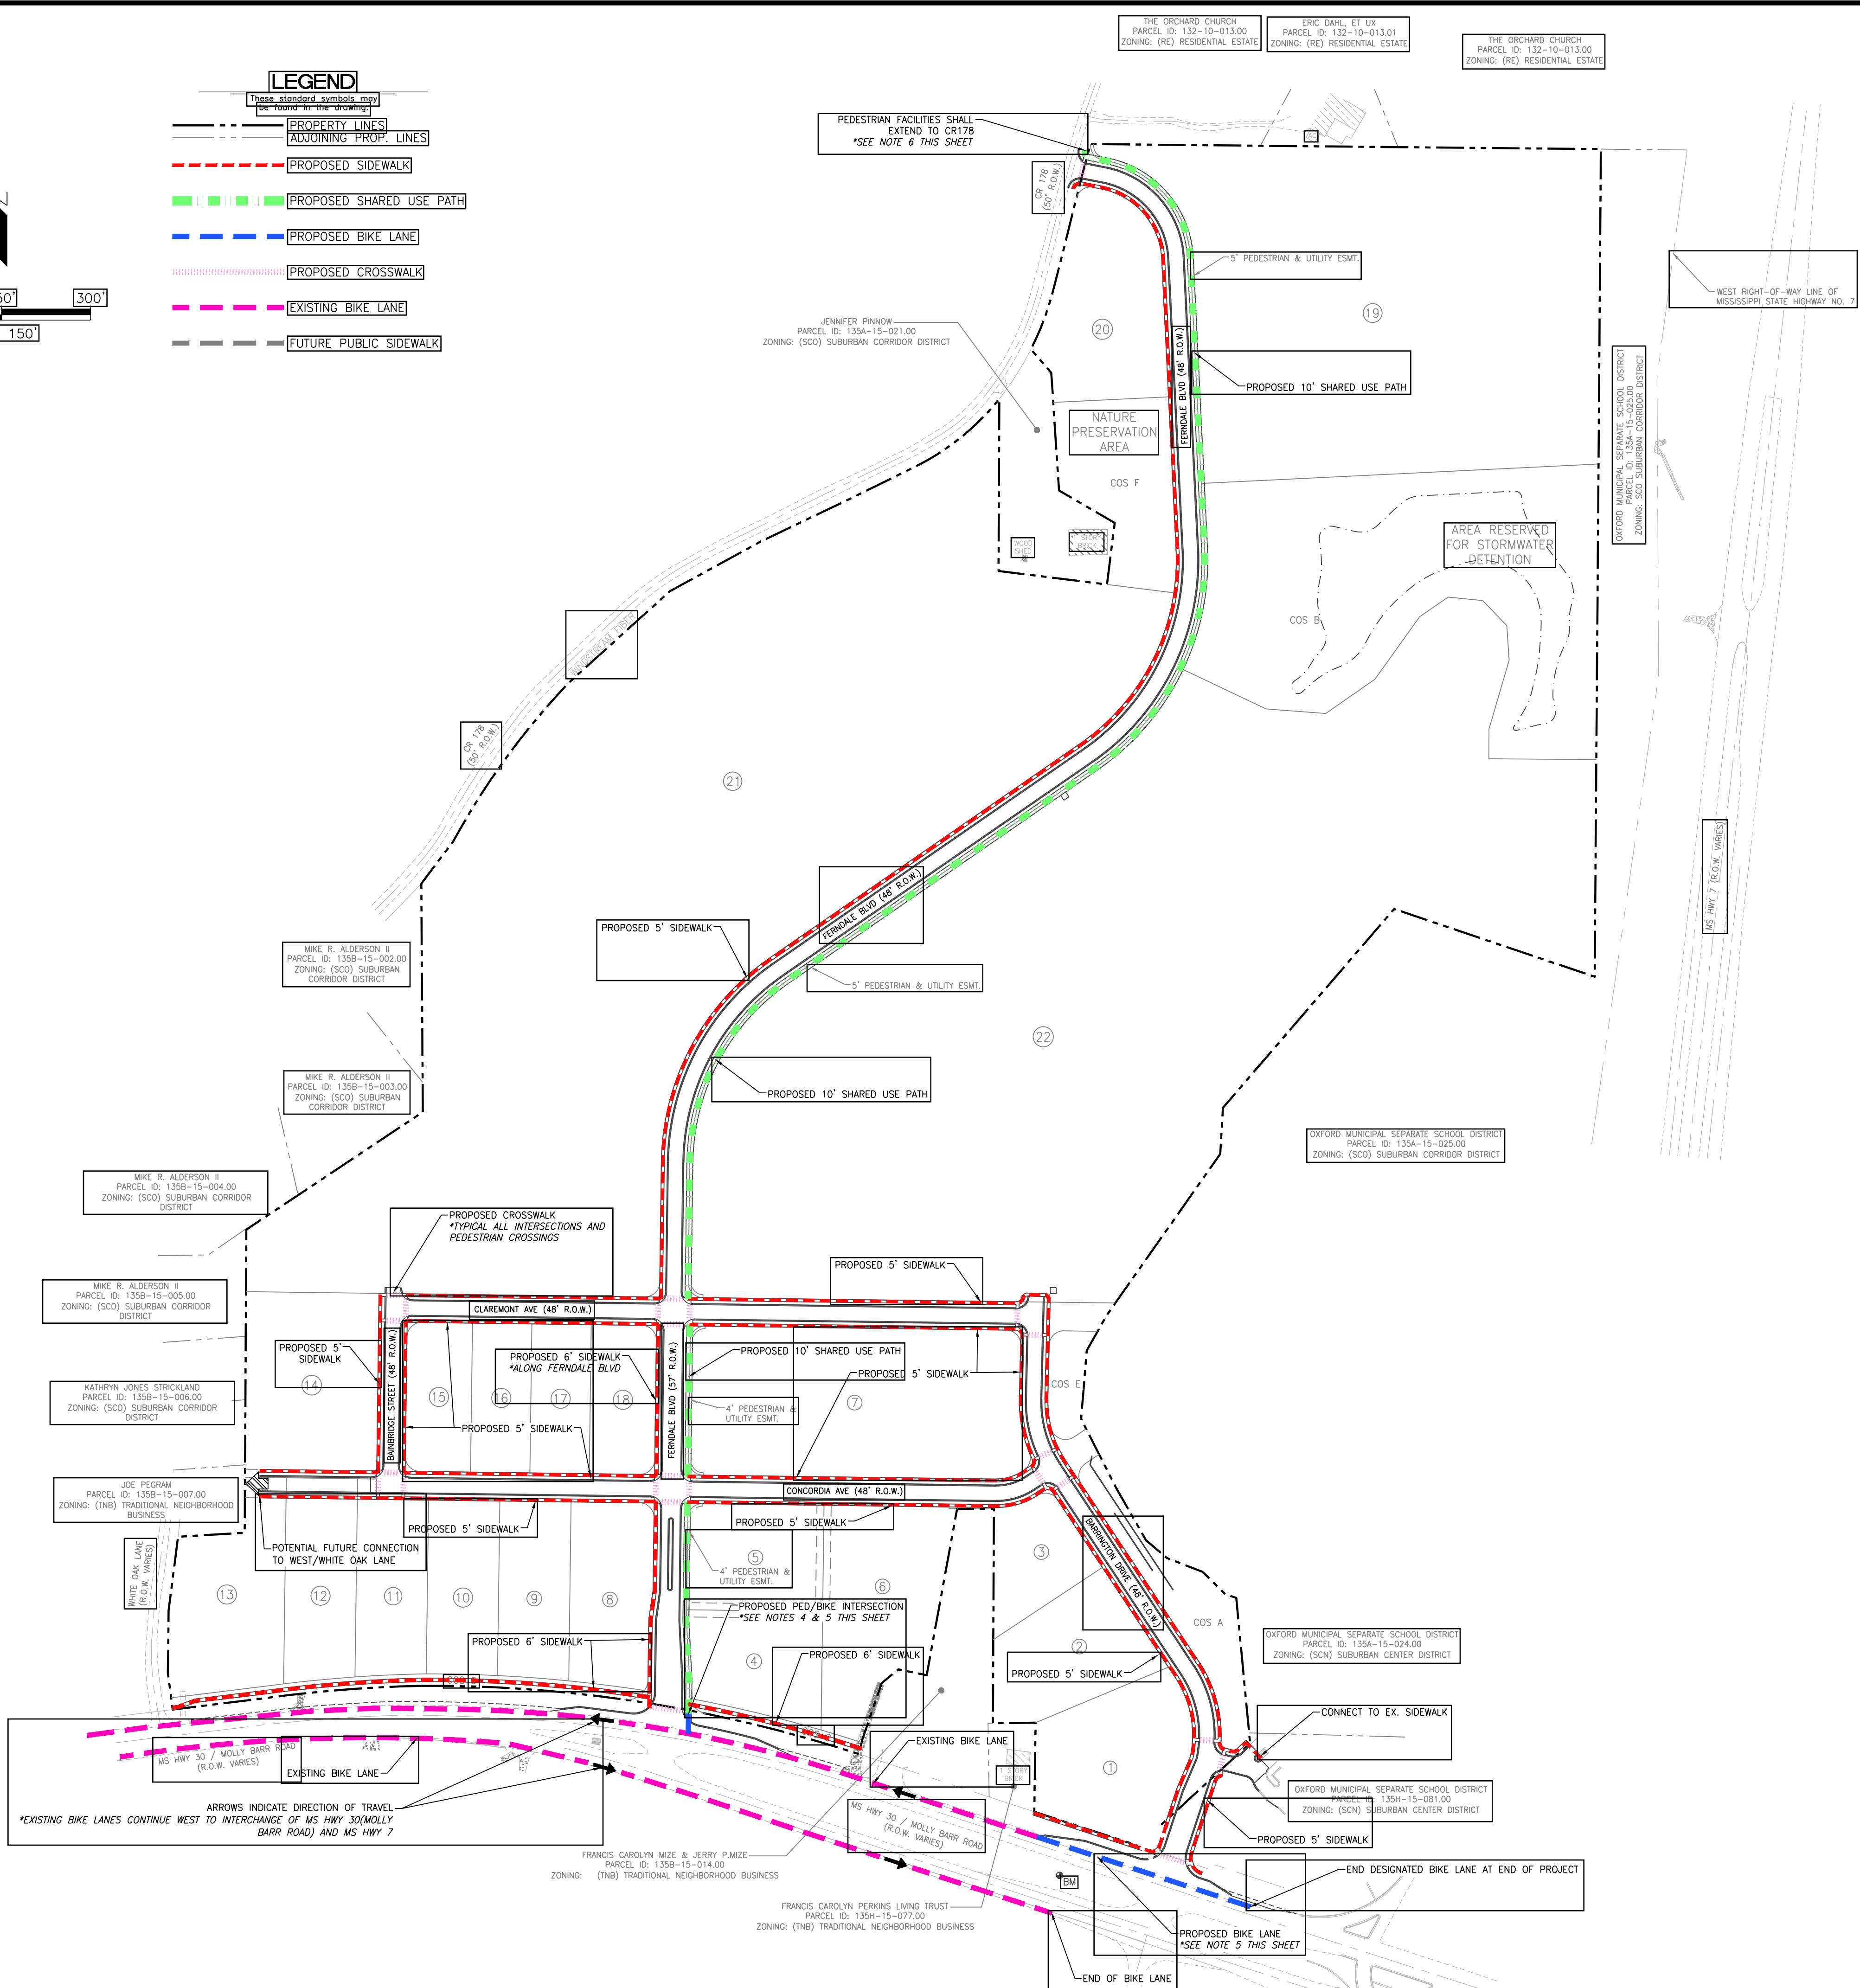 THE ORCHARD CHURCH
PARCEL ID: 132-10-013.00
ZONING: (RE) RESIDENTIAL ESTATE
ERIC DAHL, ET UX
PARCEL ID: 132-10-013.01
ZONING: (RE) RESIDENTIAL ESTATE
THE ORCHARD CHURCH
PARCEL ID: 132-10-013.00
ZONING: (RE) RESIDENTIAL ESTATE
LEGEND
These standard symbols may
be found in the drawing.
PROPERTY LINES
ADJOINING PROP. LINES
PROPOSED SIDEWALK
PROPOSED SHARED USE PATH
PROPOSED BIKE LANE
PROPOSED CROSSWALK
EXISTING BIKE LANE
FUTURE PUBLIC SIDEWALK
300'
150'
PEDESTRIAN FACILITIES SHALL
EXTEND TO CR178
*SEE NOTE 6 THIS SHEET
CR 178
(50' R.O.W.)
5' PEDESTRIAN & UTILITY ESMT.
WEST RIGHT-OF-WAY LINE OF
MISSISSIPPI STATE HIGHWAY NO. 7
JENNIFER PINNOW
PARCEL ID: 135A-15-021.00
ZONING: (SCO) SUBURBAN CORRIDOR DISTRICT
20
19
FERNDALE BLVD (48' R.O.W.)
PROPOSED 10' SHARED USE PATH
OXFORD MUNICIPAL SEPARATE SCHOOL DISTRICT
PARCEL ID: 135A-15-025.00
ZONING: SCO SUBURBAN CORRIDOR DISTRICT
NATURE
PRESERVATION
AREA
COS F
AREA RESERVED
FOR STORMWATER
DETENTION
WOOD
SHED
1 STORY
BRICK
COS B
CR 178
(50' R.O.W.)
21
MS HWY 7 (R.O.W. VARIES)
FERNDALE BLVD (48' R.O.W.)
PROPOSED 5' SIDEWALK
5' PEDESTRIAN & UTILITY ESMT.
MIKE R. ALDERSON II
PARCEL ID: 135B-15-002.00
ZONING: (SCO) SUBURBAN
CORRIDOR DISTRICT
22
MIKE R. ALDERSON II
PARCEL ID: 135B-15-003.00
ZONING: (SCO) SUBURBAN
CORRIDOR DISTRICT
PROPOSED 10' SHARED USE PATH
OXFORD MUNICIPAL SEPARATE SCHOOL DISTRICT
PARCEL ID: 135A-15-025.00
ZONING: (SCO) SUBURBAN CORRIDOR DISTRICT
MIKE R. ALDERSON II
PARCEL ID: 135B-15-004.00
ZONING: (SCO) SUBURBAN CORRIDOR
DISTRICT
PROPOSED CROSSWALK
*TYPICAL ALL INTERSECTIONS AND
PEDESTRIAN CROSSINGS
PROPOSED 5' SIDEWALK
MIKE R. ALDERSON II
PARCEL ID: 135B-15-005.00
ZONING: (SCO) SUBURBAN CORRIDOR
DISTRICT
CLAREMONT AVE (48' R.O.W.)
PROPOSED 5'
SIDEWALK
14
BAINBRIDGE STREET (48' R.O.W.)
15
16
17
18
PROPOSED 6' SIDEWALK
*ALONG FERNDALE BLVD
FERNDALE BLVD (57' R.O.W.)
PROPOSED 10' SHARED USE PATH
PROPOSED 5' SIDEWALK
7
COS E
KATHRYN JONES STRICKLAND
PARCEL ID: 135B-15-006.00
ZONING: (SCO) SUBURBAN CORRIDOR
DISTRICT
4' PEDESTRIAN &
UTILITY ESMT.
PROPOSED 5' SIDEWALK
JOE PEGRAM
PARCEL ID: 135B-15-007.00
ZONING: (TNB) TRADITIONAL NEIGHBORHOOD
BUSINESS
CONCORDIA AVE (48' R.O.W.)
PROPOSED 5' SIDEWALK
PROPOSED 5' SIDEWALK
POTENTIAL FUTURE CONNECTION
TO WEST/WHITE OAK LANE
WHITE OAK LANE
(R.O.W. VARIES)
BARRINGTON DRIVE (48' R.O.W.)
5
4' PEDESTRIAN &
UTILITY ESMT.
3
6
13
12
11
10
9
8
PROPOSED PED/BIKE INTERSECTION
*SEE NOTES 4 & 5 THIS SHEET
COS A
PROPOSED 6' SIDEWALK
4
PROPOSED 6' SIDEWALK
2
PROPOSED 5' SIDEWALK
OXFORD MUNICIPAL SEPARATE SCHOOL DISTRICT
PARCEL ID: 135A-15-024.00
ZONING: (SCN) SUBURBAN CENTER DISTRICT
CONNECT TO EX. SIDEWALK
MS HWY 30 / MOLLY BARR ROAD
(R.O.W. VARIES)
EXISTING BIKE LANE
EXISTING BIKE LANE
1 STORY
BRICK
1
OXFORD MUNICIPAL SEPARATE SCHOOL DISTRICT
PARCEL ID: 135H-15-081.00
ZONING: (SCN) SUBURBAN CENTER DISTRICT
ARROWS INDICATE DIRECTION OF TRAVEL
*EXISTING BIKE LANES CONTINUE WEST TO INTERCHANGE OF MS HWY 30(MOLLY
BARR ROAD) AND MS HWY 7
MS HWY 30 / MOLLY BARR ROAD
(R.O.W. VARIES)
PROPOSED 5' SIDEWALK
FRANCIS CAROLYN MIZE & JERRY P.MIZE
PARCEL ID: 135B-15-014.00
ZONING: (TNB) TRADITIONAL NEIGHBORHOOD BUSINESS
END DESIGNATED BIKE LANE AT END OF PROJECT
BM
FRANCIS CAROLYN PERKINS LIVING TRUST
PARCEL ID: 135H-15-077.00
ZONING: (TNB) TRADITIONAL NEIGHBORHOOD BUSINESS
PROPOSED BIKE LANE
*SEE NOTE 5 THIS SHEET
END OF BIKE LANE